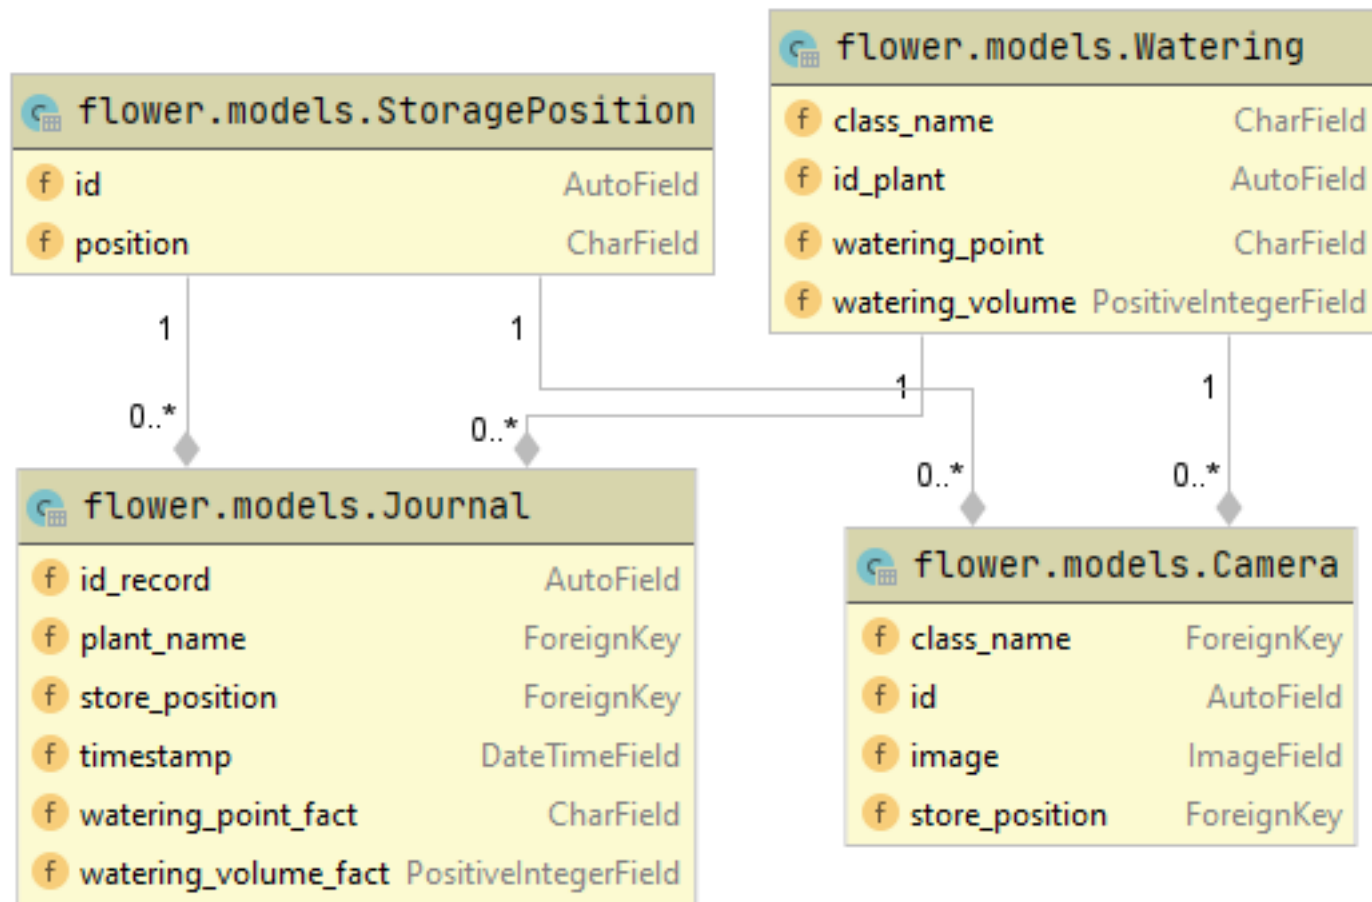 flower.models.StoragePosition
id AutoField
position CharField
flower.models.Watering
class_name CharField
id_plant AutoField
watering_point CharField
watering_volume PositiveIntegerField
1
1
1
1
0..*
0..*
0..*
0..*
flower.models.Journal
id_record AutoField
plant_name ForeignKey
store_position ForeignKey
timestamp DateTimeField
watering_point_fact CharField
watering_volume_fact PositiveIntegerField
flower.models.Camera
class_name ForeignKey
id AutoField
image ImageField
store_position ForeignKey